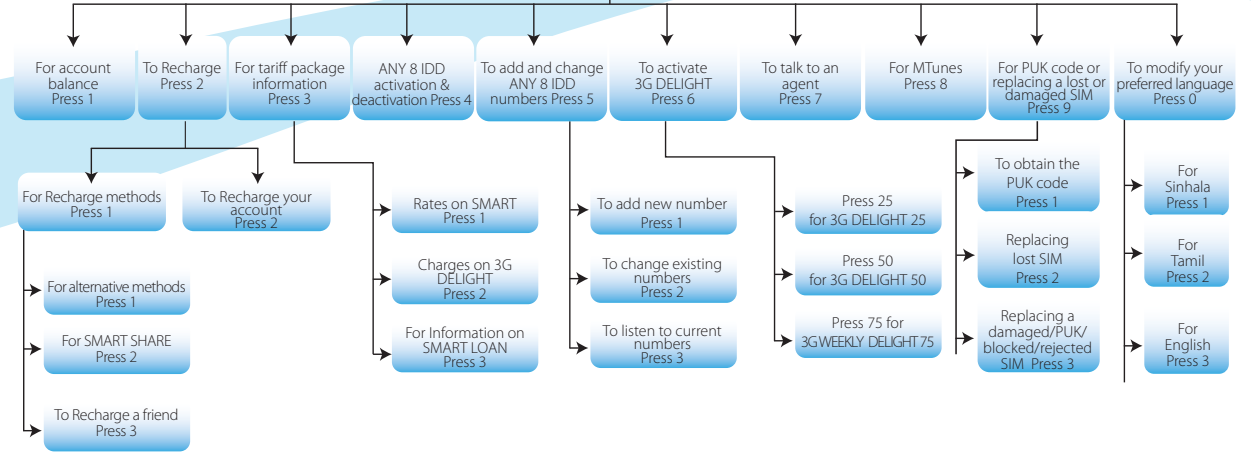 For account
balance
Press 1
To Recharge
Press 2
For tariff package
information
Press 3
ANY 8 IDD
activation &
deactivation Press 4
To add and change
ANY 8 IDD
numbers Press 5
To activate
3G DELIGHT
Press 6
To talk to an
agent
Press 7
For MTunes
Press 8
For PUK code or
replacing a lost or
damaged SIM
Press 9
To modify your
preferred language
Press 0
For Recharge methods
Press 1
To Recharge your
account
Press 2
For alternative methods
Press 1
For SMART SHARE
Press 2
To Recharge a friend
Press 3
Rates on SMART
Press 1
Charges on 3G
DELIGHT
Press 2
For Information on
SMART LOAN
Press 3
To add new number
Press 1
To change existing
numbers
Press 2
To listen to current
numbers
Press 3
Press 25
for 3G DELIGHT 25
Press 50
for 3G DELIGHT 50
Press 75 for
3G WEEKLY DELIGHT 75
To obtain the
PUK code
Press 1
Replacing
lost SIM
Press 2
Replacing a
damaged/PUK/
blocked/rejected
SIM Press 3
For
Sinhala
Press 1
For
Tamil
Press 2
For
English
Press 3